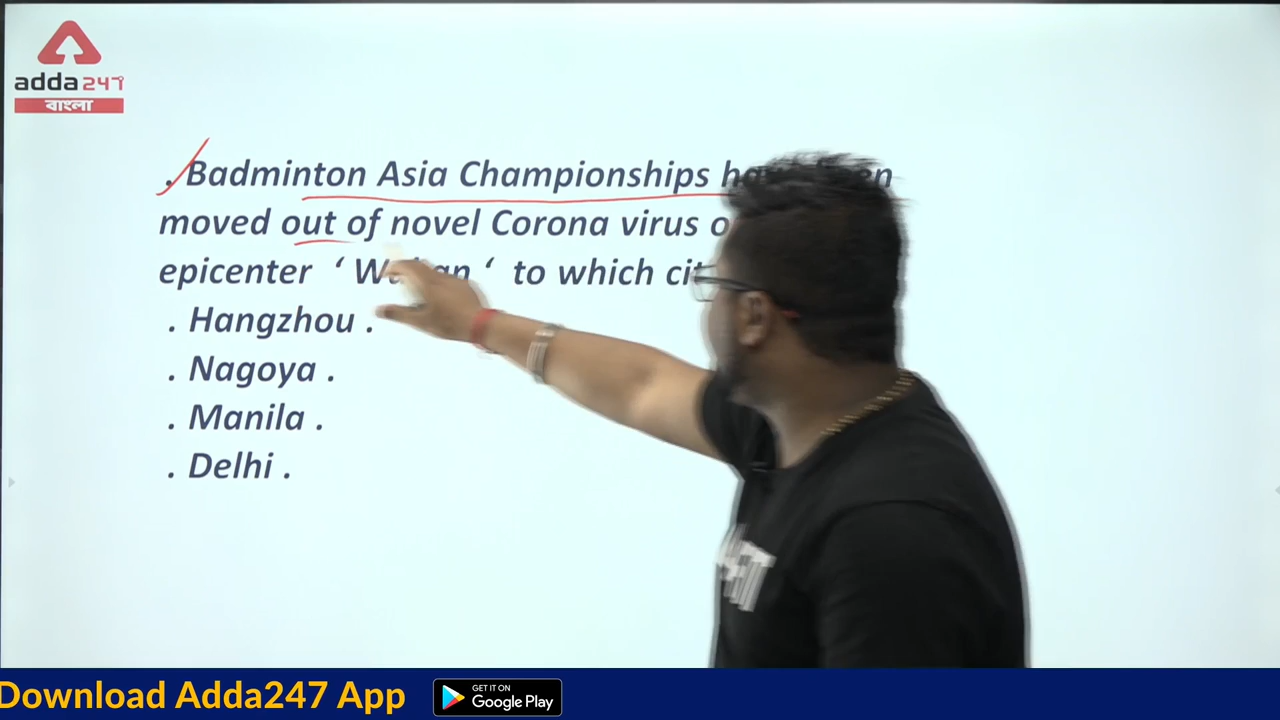 adda247
বাংলা
. Badminton Asia Championships
moved out of novel Corona virus
epicenter ‘ Wuhan ‘ to which
. Hangzhou .
. Nagoya .
. Manila .
. Delhi .
Download Adda247 App
GET IT ON
Google Play